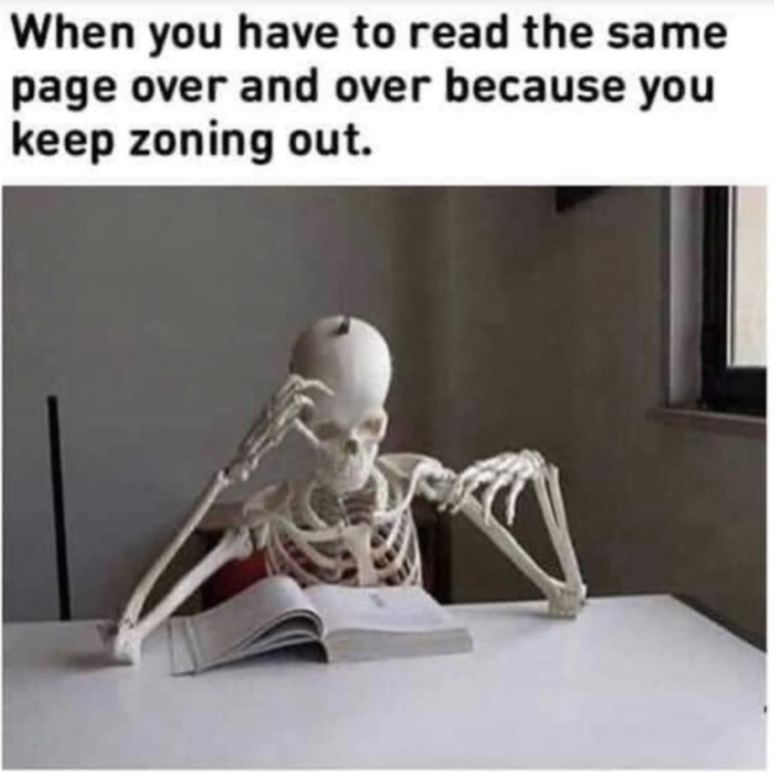 When you have to read the same
page over and over because you
keep zoning out.